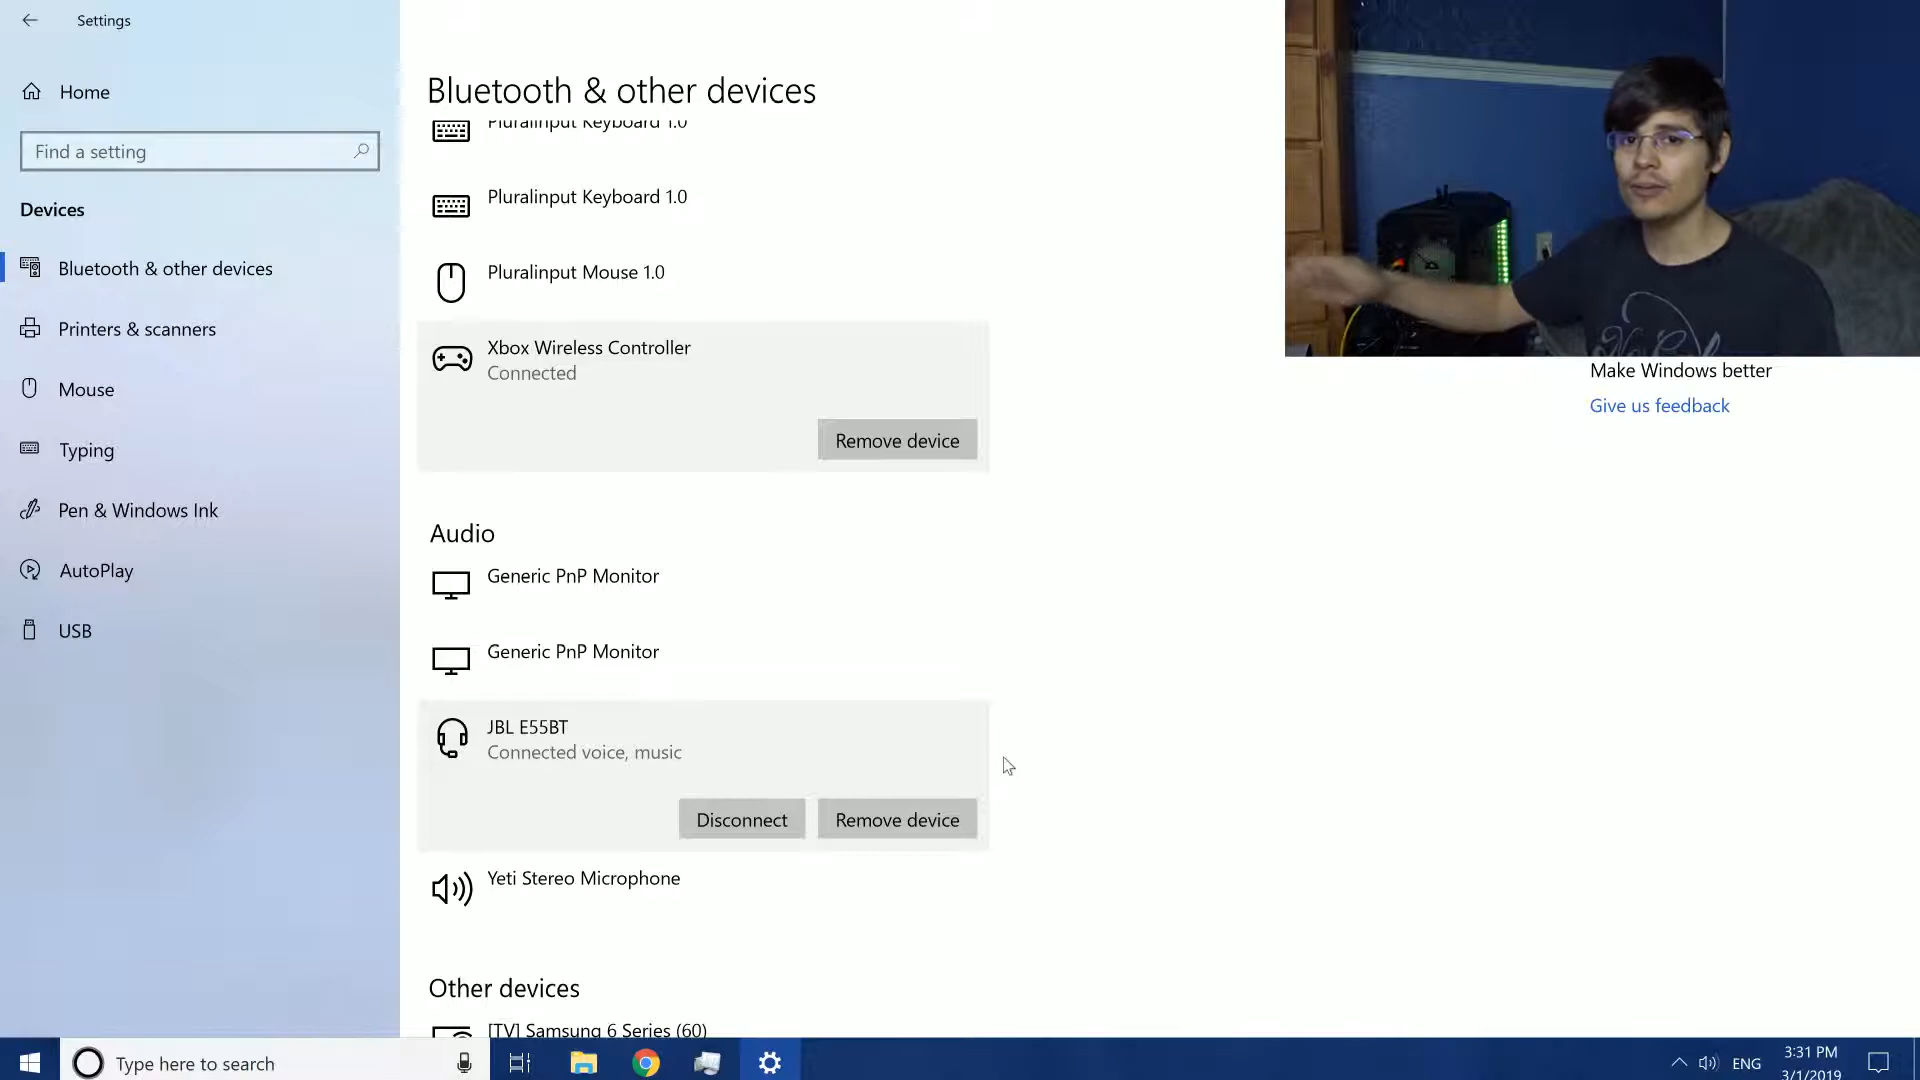 Settings
Home
Find a setting
Devices
Bluetooth & other devices
Printers & scanners
Mouse
Typing
Pen & Windows Ink
AutoPlay
USB
Bluetooth & other devices
PluralInput Keyboard 1.0
PluralInput Keyboard 1.0
PluralInput Mouse 1.0
Xbox Wireless Controller
Connected
Remove device
Audio
Generic PnP Monitor
Generic PnP Monitor
JBL E55BT
Connected voice, music
Disconnect Remove device
Yeti Stereo Microphone
Other devices
[TV] Samsung 6 Series (60)
Make Windows better
Give us feedback
Type here to search
ENG
3:31 PM
3/1/2019